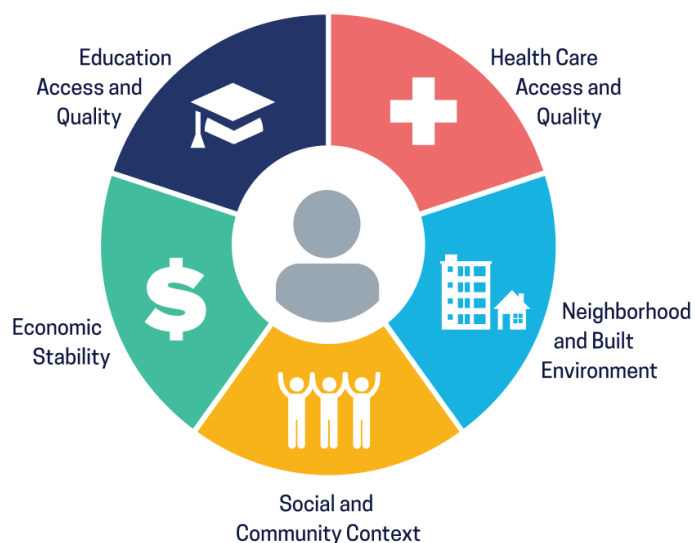 Education
Access and
Quality
Health Care
Access and
Quality
Economic
Stability
Neighborhood
and Built
Environment
Social and
Community Context